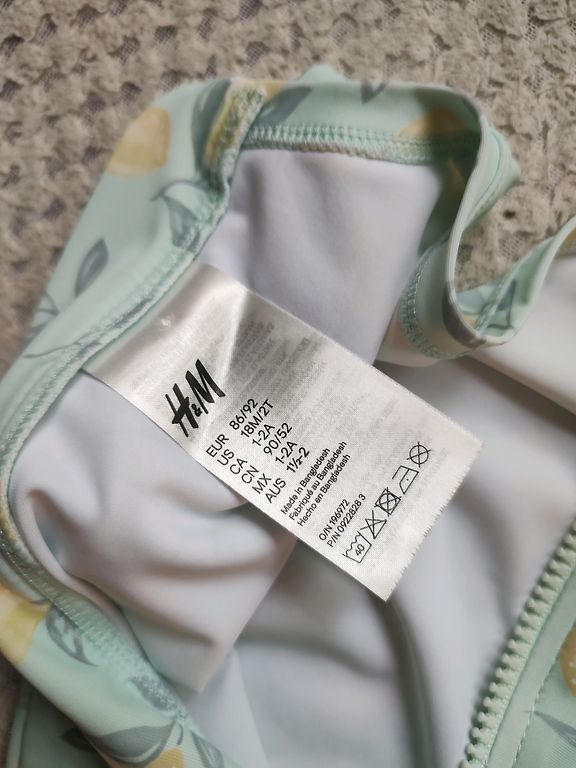 H&M
EUR 86/92
US 18M/2T
CA 1-2A
CN 90/52
MX 1-2A
AUS 1½-2
Made in Bangladesh
Fabriqué au Bangladesh
Hecho en Bangladesh
O/N 196972
P/N 0922828 3
40